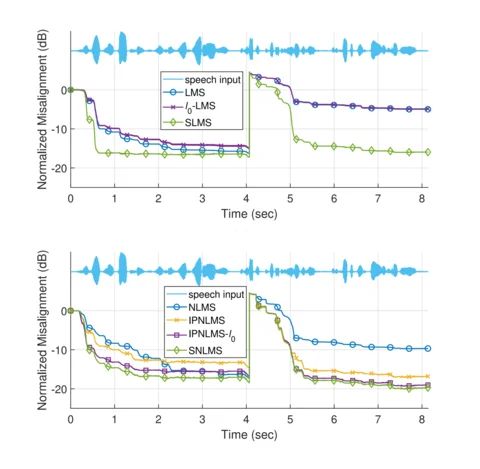 Normalized Misalignment (dB)
0
-10
-20
speech input
LMS
l0-LMS
SLMS
0 1 2 3 4 5 6 7 8
Time (sec)
Normalized Misalignment (dB)
0
-10
-20
speech input
NLMS
IPNLMS
IPNLMS-l0
SNLMS
0 1 2 3 4 5 6 7 8
Time (sec)